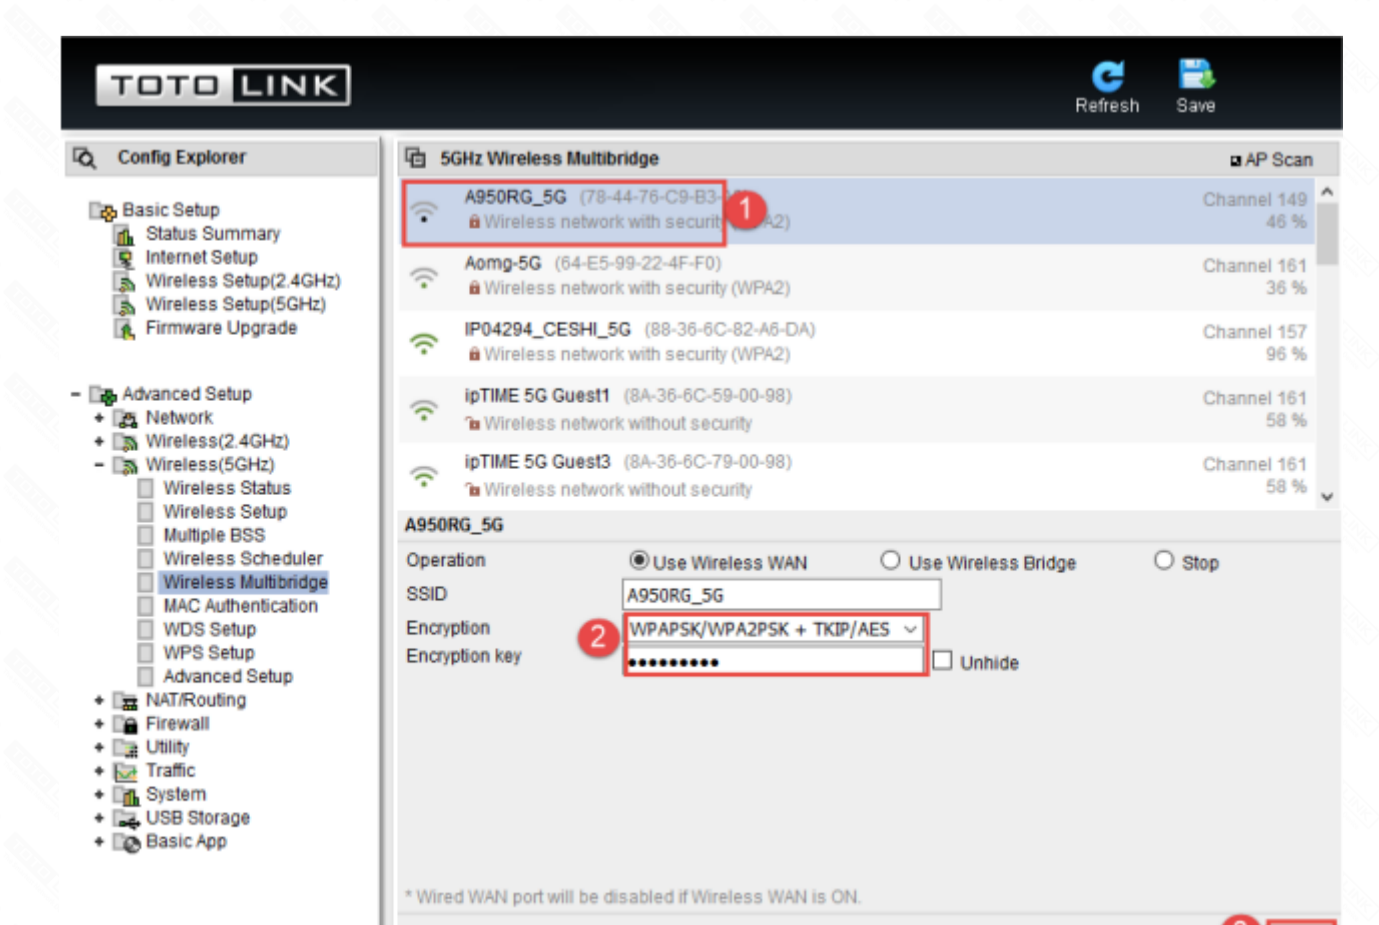 TOTO LINK
Refresh
Save
Config Explorer
Basic Setup
Status Summary
Internet Setup
Wireless Setup(2.4GHz)
Wireless Setup(5GHz)
Firmware Upgrade
Advanced Setup
Network
Wireless(2.4GHz)
Wireless(5GHz)
Wireless Status
Wireless Setup
Multiple BSS
Wireless Scheduler
Wireless Multibridge
MAC Authentication
WDS Setup
WPS Setup
Advanced Setup
NAT/Routing
Firewall
Utility
Traffic
System
USB Storage
Basic App
5GHz Wireless Multibridge
AP Scan
A950RG_5G (78-44-76-C9-B3-
1
Channel 149
Wireless network with security
A2)
46 %
Aomg-5G (64-E5-99-22-4F-F0)
Channel 161
Wireless network with security (WPA2)
36 %
IP04294_CESHI_5G (88-36-6C-82-A6-DA)
Channel 157
Wireless network with security (WPA2)
96 %
ipTIME 5G Guest1 (8A-36-6C-59-00-98)
Channel 161
Wireless network without security
58 %
ipTIME 5G Guest3 (8A-36-6C-79-00-98)
Channel 161
Wireless network without security
58 %
A950RG_5G
Operation
Use Wireless WAN
Use Wireless Bridge
Stop
SSID
A950RG_5G
Encryption
2
WPAPSK/WPA2PSK + TKIP/AES
Encryption key
•••••••••
Unhide
* Wired WAN port will be disabled if Wireless WAN is ON.